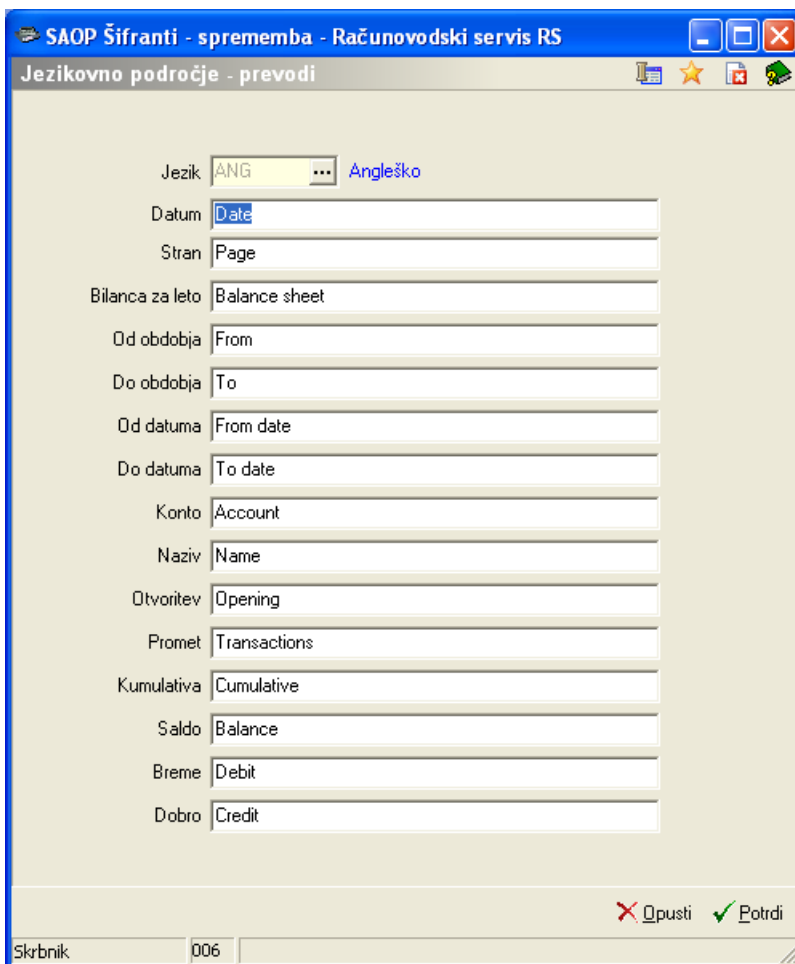 SAOP Šifranti - sprememba - Računovodski servis RS
Jezikovno področje - prevodi
Jezik ANG ... Angleško
Datum Date
Stran Page
Bilanca za leto Balance sheet
Od obdobja From
Do obdobja To
Od datuma From date
Do datuma To date
Konto Account
Naziv Name
Otvoritev Opening
Promet Transactions
Kumulativa Cumulative
Saldo Balance
Breme Debit
Dobro Credit
Opusti Potrdi
Skrbnik 006